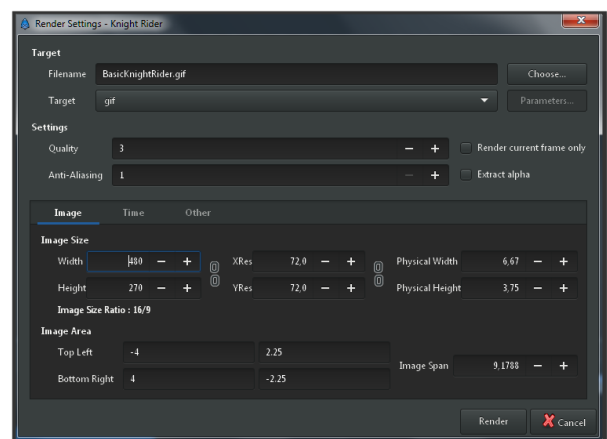 Render Settings - Knight Rider
Target
Filename BasicKnightRider.gif Choose...
Target gif Parameters...
Settings
Quality 3 Render current frame only
Anti-Aliasing 1 Extract alpha
Image Time Other
Image Size
Width 480 XRes 72,0 Physical Width 6,67
Height 270 YRes 72,0 Physical Height 3,75
Image Size Ratio : 16/9
Image Area
Top Left -4 2.25
Image Span 9,1788
Bottom Right 4 -2.25
Render Cancel